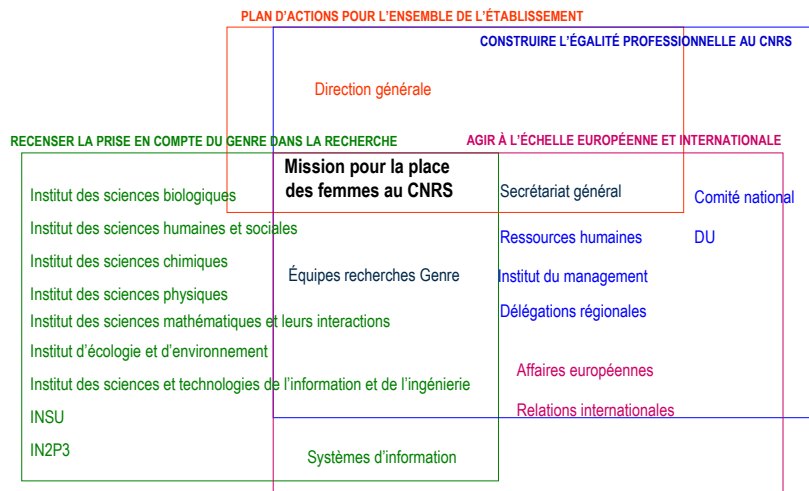 PLAN D'ACTIONS POUR L'ENSEMBLE DE L'ÉTABLISSEMENT
CONSTRUIRE L'ÉGALITÉ PROFESSIONNELLE AU CNRS
Direction générale
RECENSER LA PRISE EN COMPTE DU GENRE DANS LA RECHERCHE
AGIR À L'ÉCHELLE EUROPÉENNE ET INTERNATIONALE
Mission pour la place
des femmes au CNRS
Institut des sciences biologiques
Institut des sciences humaines et sociales
Institut des sciences chimiques
Institut des sciences physiques
Institut des sciences mathématiques et leurs interactions
Institut d'écologie et d'environnement
Institut des sciences et technologies de l'information et de l'ingénierie
INSU
IN2P3
Équipes recherches Genre
Systèmes d'information
Secrétariat général
Ressources humaines
Institut du management
Délégations régionales
Affaires européennes
Relations internationales
Comité national
DU